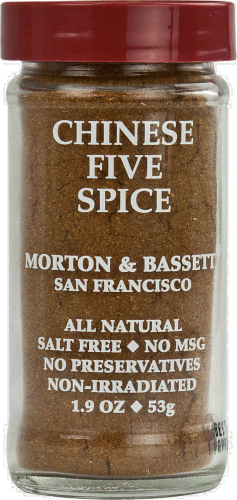 CHINESE
FIVE
SPICE
MORTON & BASSETT
SAN FRANCISCO
ALL NATURAL
SALT FREE ◆ NO MSG
NO PRESERVATIVES
NON-IRRADIATED
1.9 OZ ◆ 53g